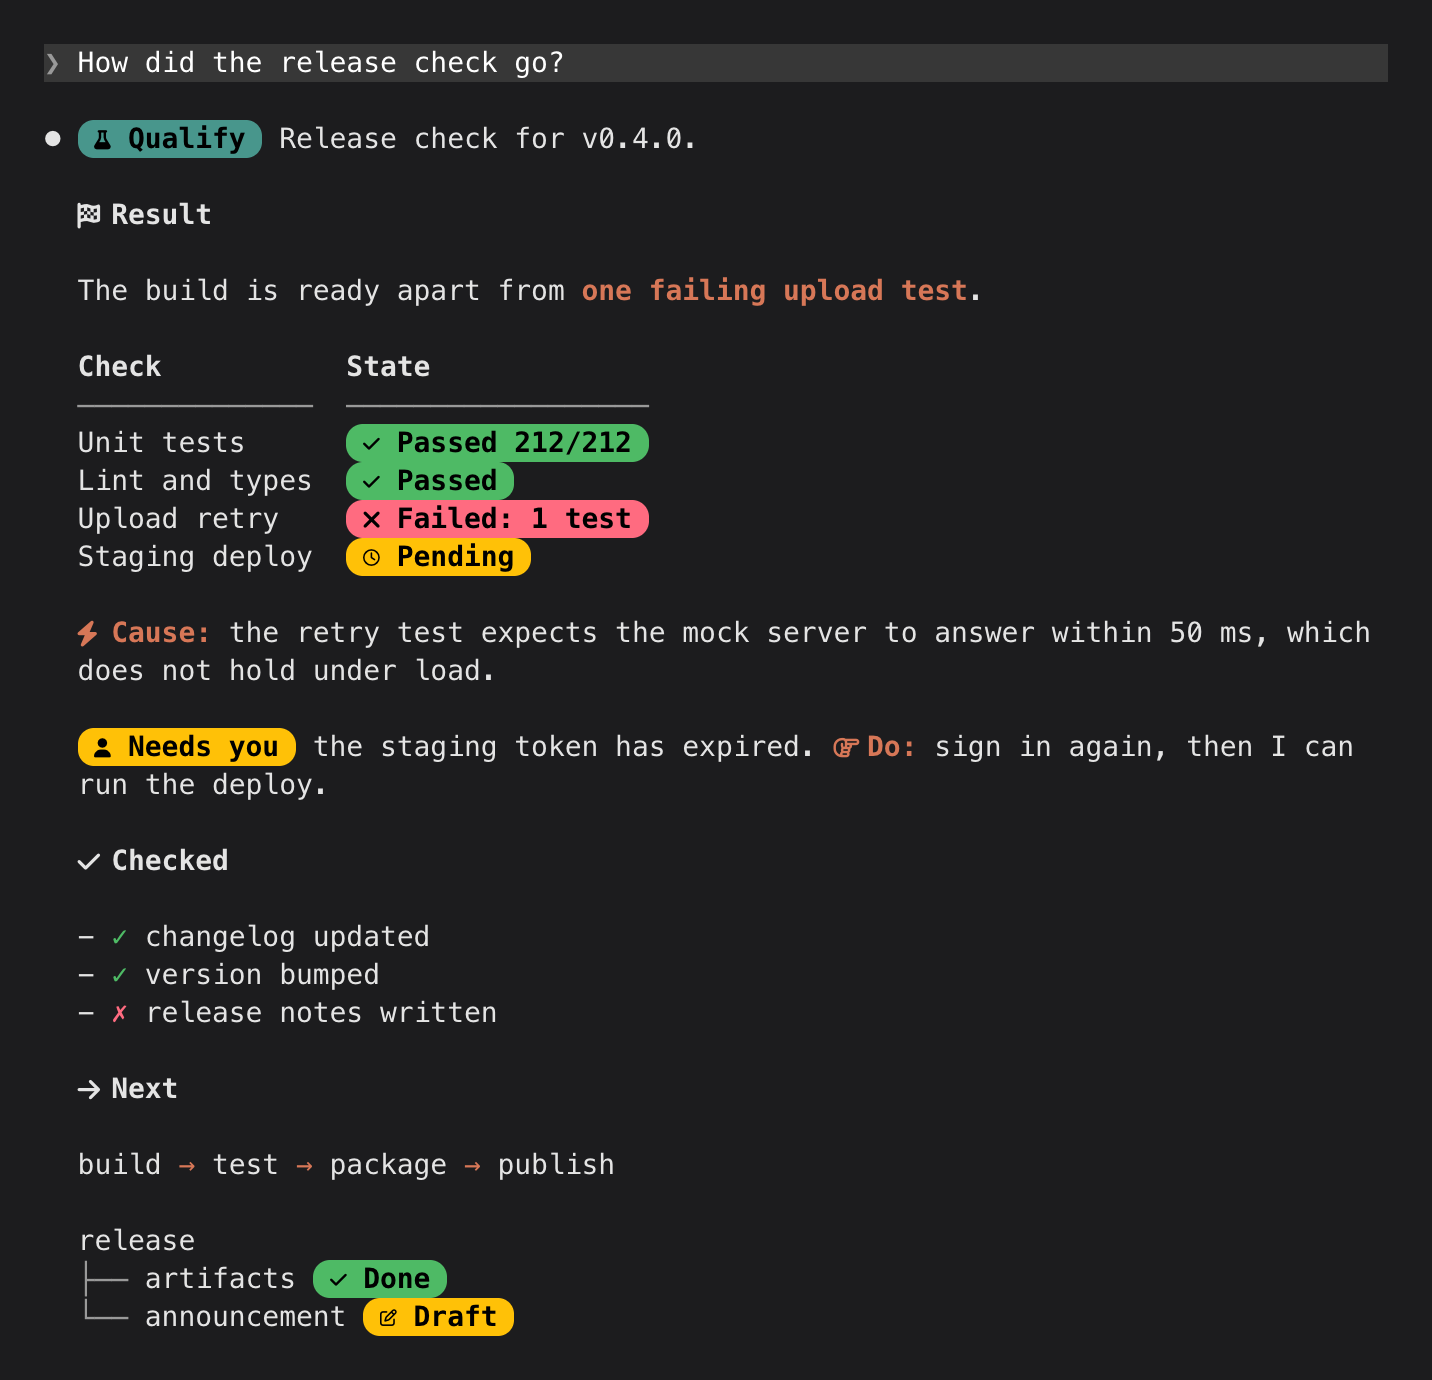 ❯ How did the release check go?
● Qualify Release check for v0.4.0.
Result
The build is ready apart from one failing upload test.
Check State
Unit tests ✓ Passed 212/212
Lint and types ✓ Passed
Upload retry ✕ Failed: 1 test
Staging deploy Pending
Cause: the retry test expects the mock server to answer within 50 ms, which
does not hold under load.
Needs you the staging token has expired. Do: sign in again, then I can
run the deploy.
✓ Checked
– ✓ changelog updated
– ✓ version bumped
– ✗ release notes written
→ Next
build → test → package → publish
release
├── artifacts ✓ Done
└── announcement Draft